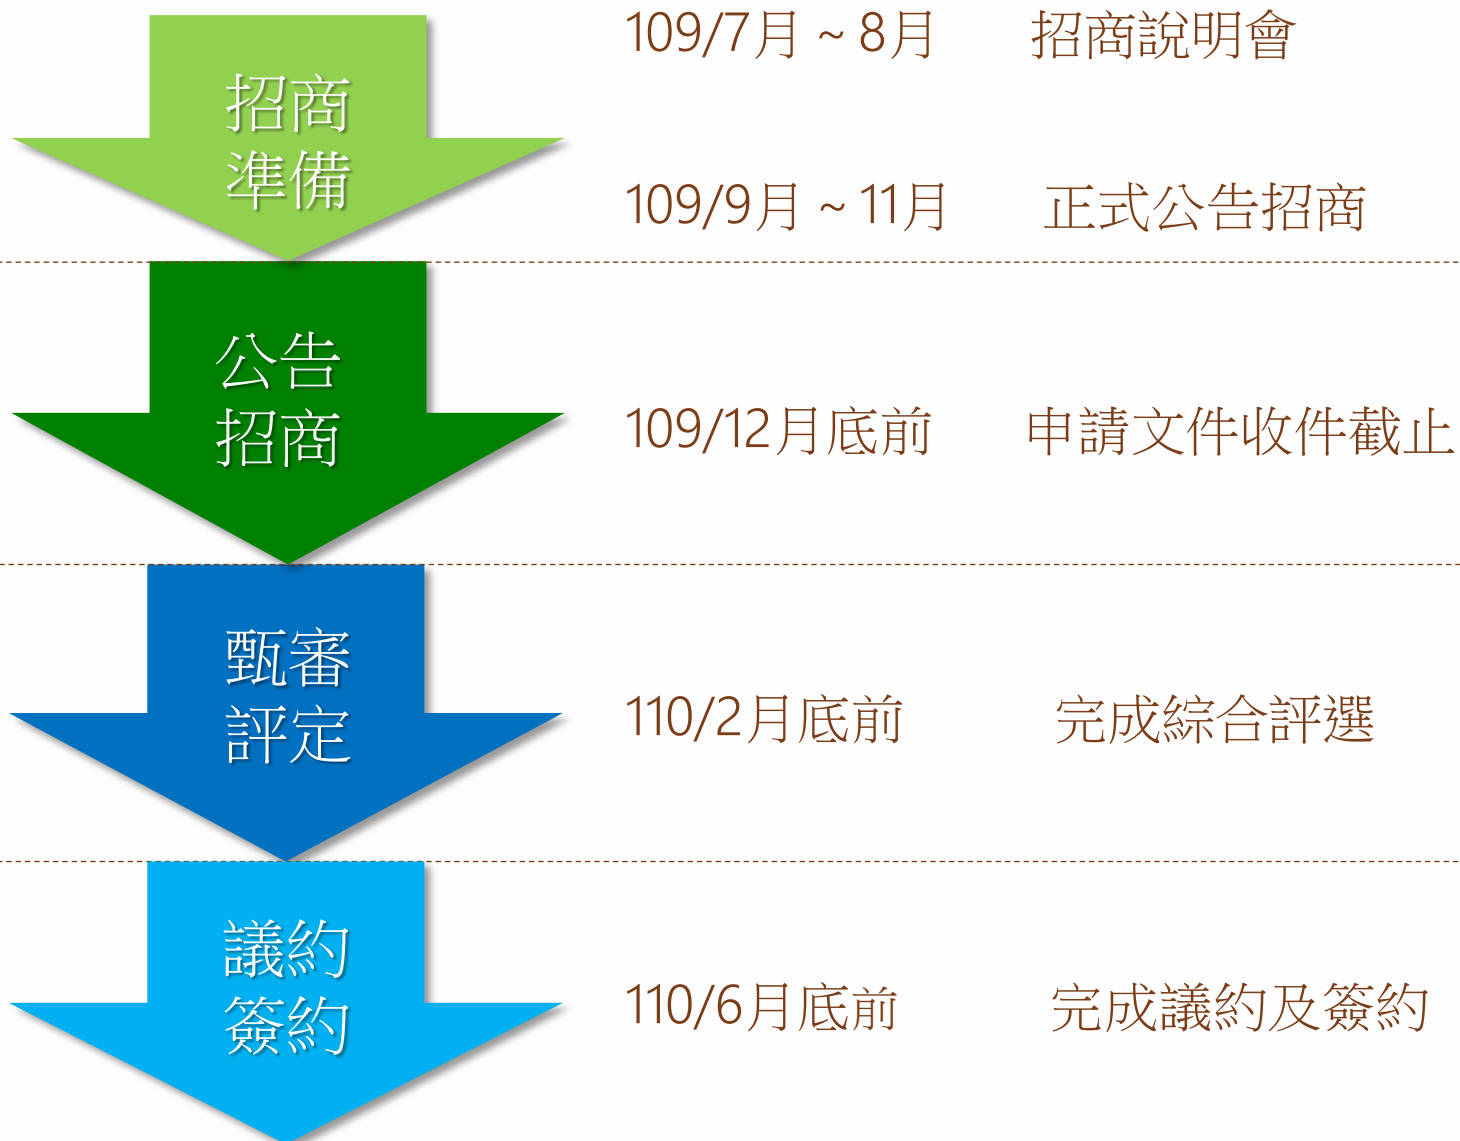 招商
準備
109/7月 ~ 8月 招商說明會
109/9月 ~ 11月 正式公告招商
公告
招商
109/12月底前 申請文件收件截止
甄審
評定
110/2月底前 完成綜合評選
議約
簽約
110/6月底前 完成議約及簽約